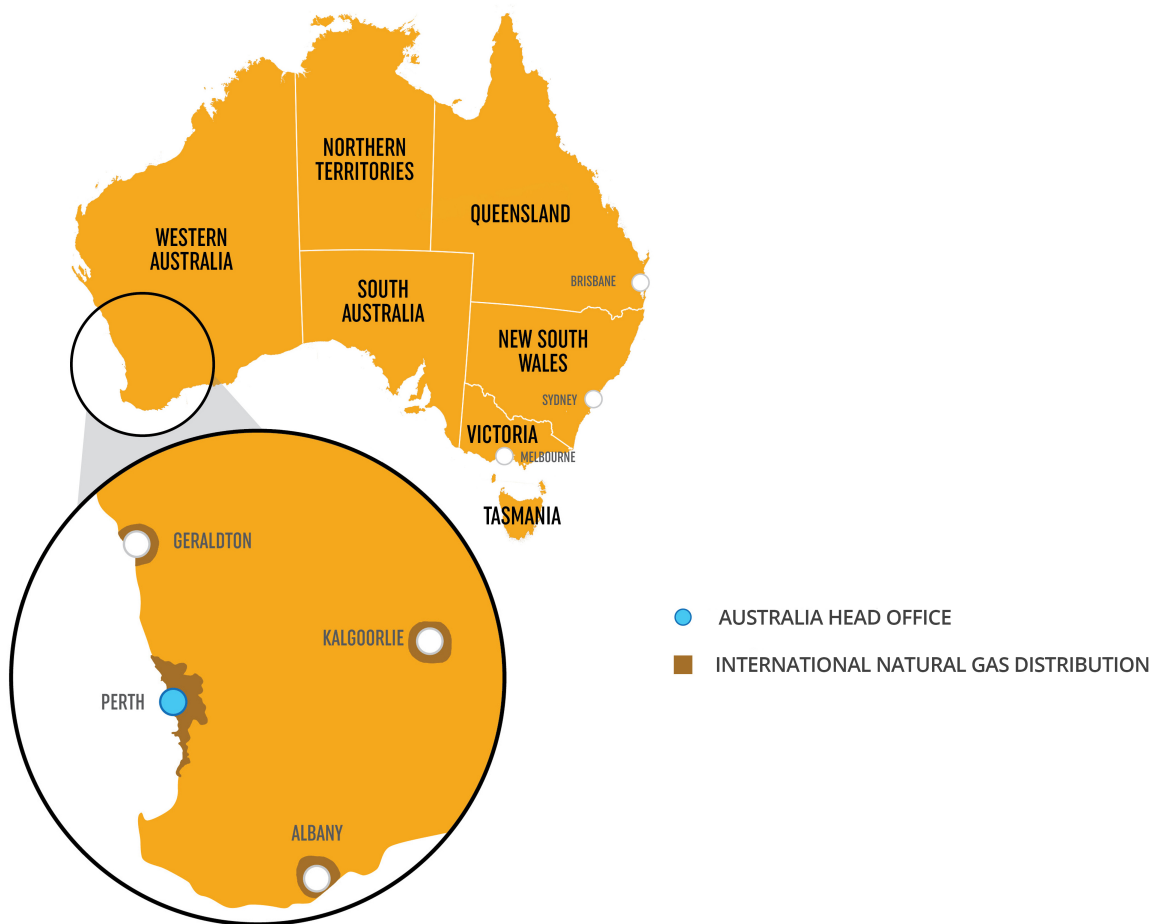 NORTHERN
TERRITORIES
QUEENSLAND
WESTERN
AUSTRALIA
BRISBANE
SOUTH
AUSTRALIA
NEW SOUTH
WALES
SYDNEY
VICTORIA
MELBOURNE
TASMANIA
GERALDTON
KALGOORLIE
PERTH
ALBANY
AUSTRALIA HEAD OFFICE
INTERNATIONAL NATURAL GAS DISTRIBUTION